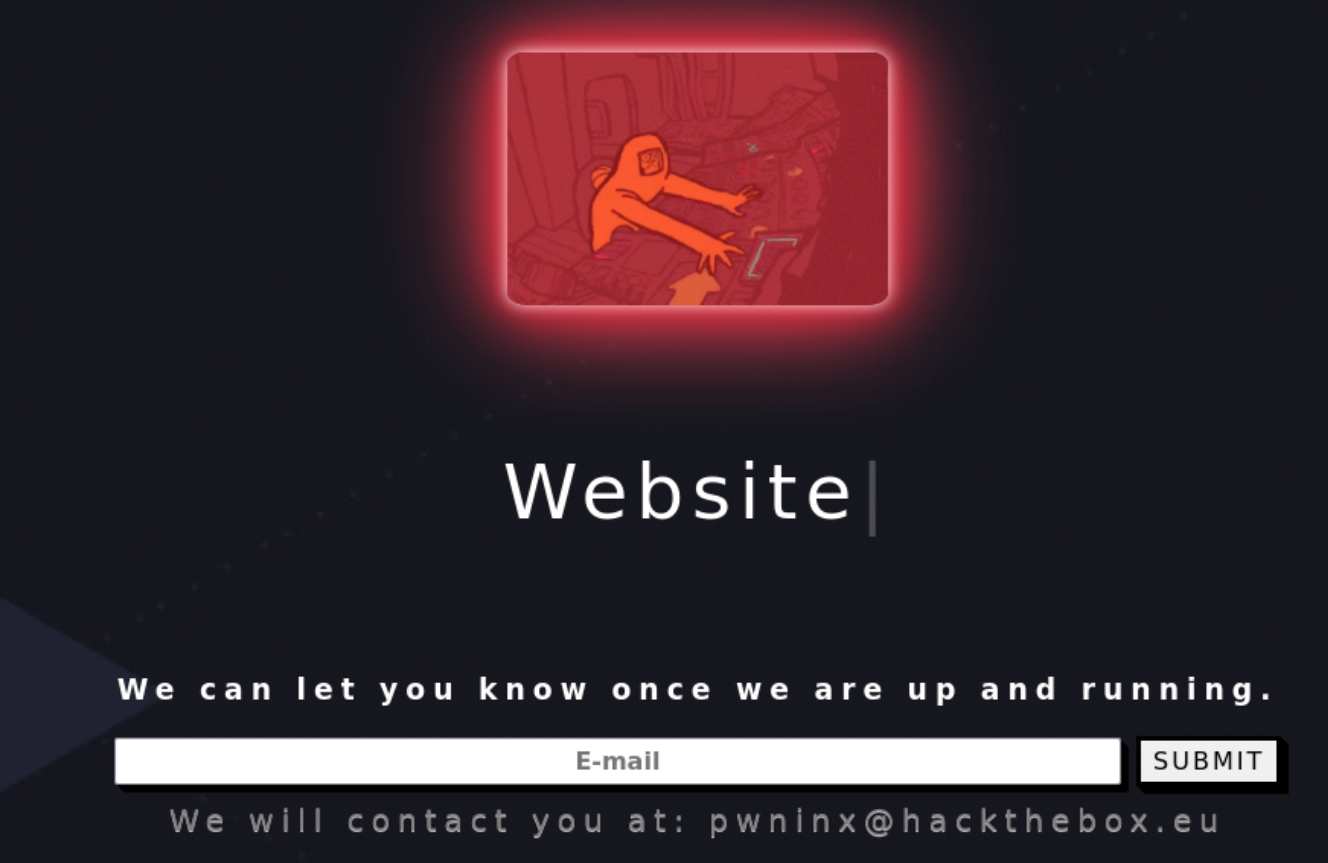 Website
We can let you know once we are up and running.
E-mail
SUBMIT
We will contact you at: pwninx@hackthebox.eu